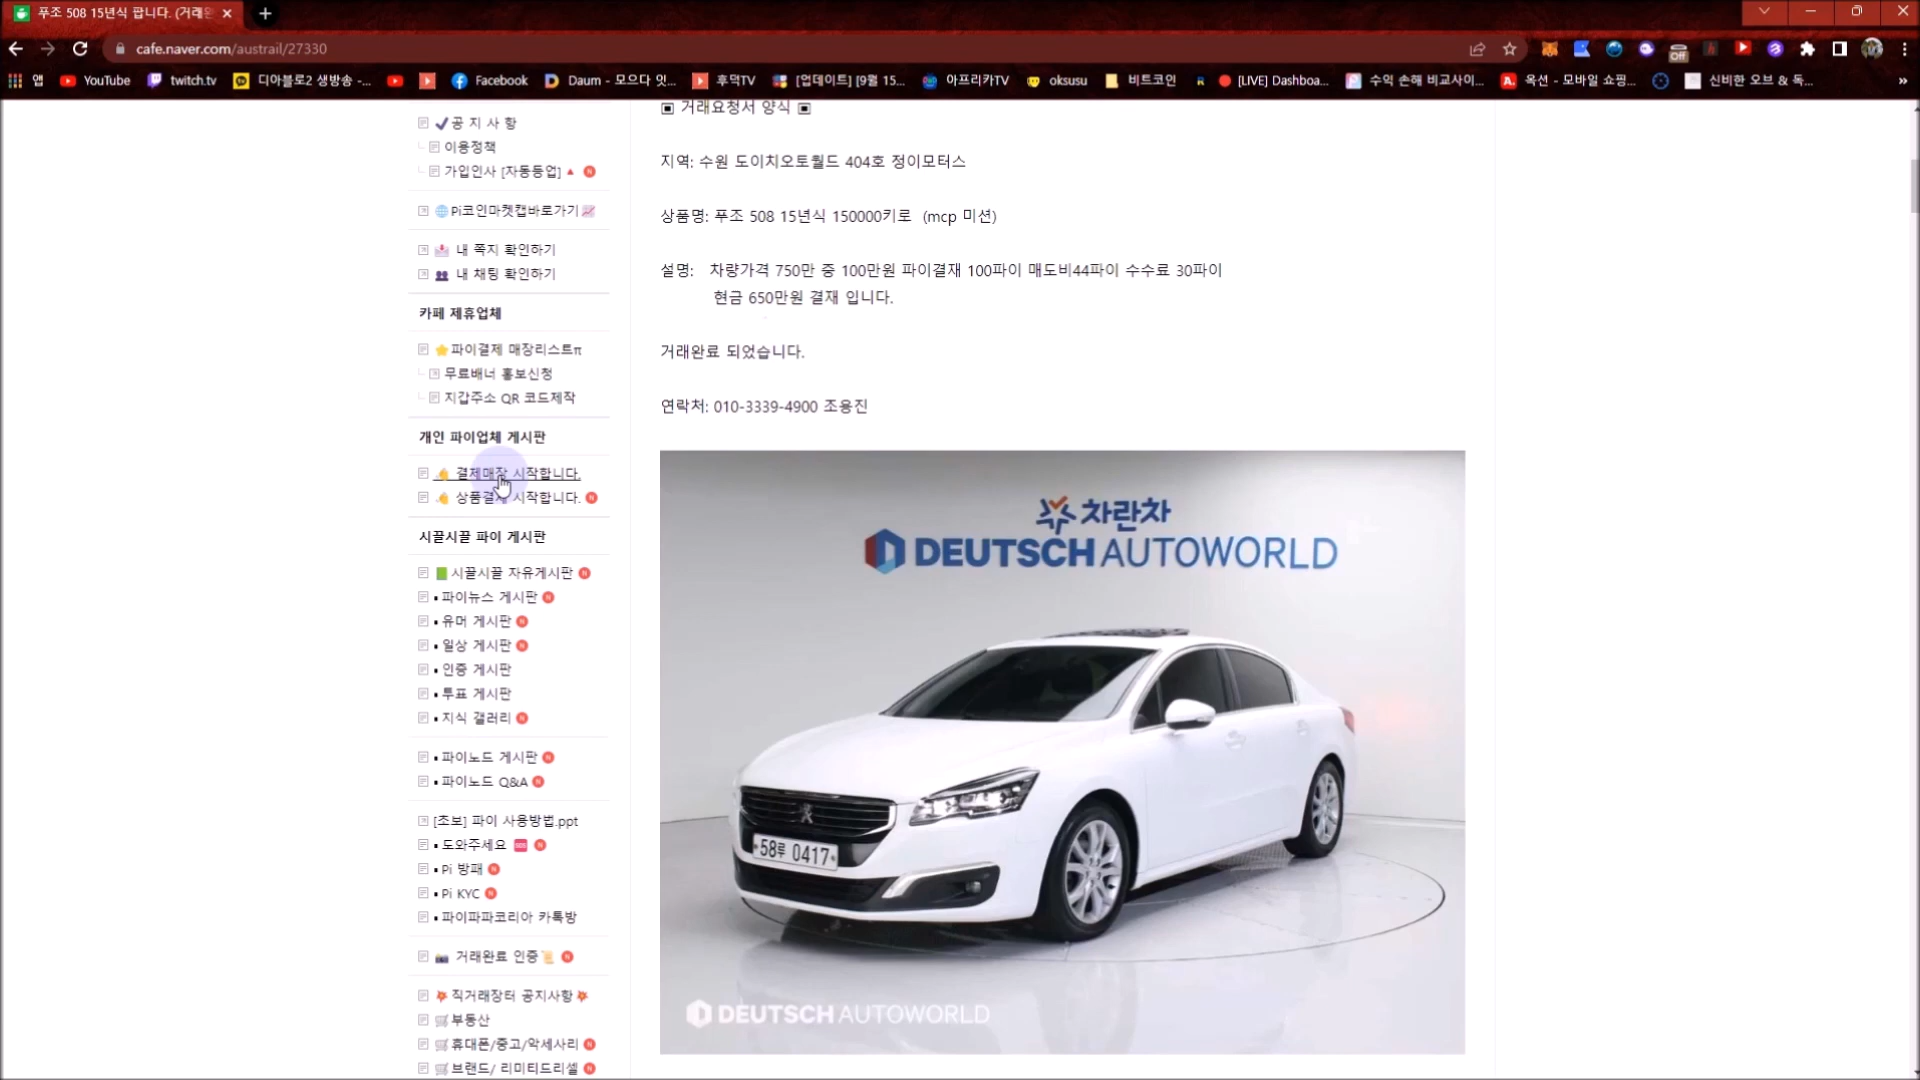 푸조 508 15년식 팝니다. (거래완
cafe.naver.com/austrail/27330
Off
앱
YouTube
twitch.tv
디아블로2 생방송 -...
Facebook
Daum - 모으다 잇...
후덕TV
[업데이트] [9월 15...
아프리카TV
oksusu
비트코인
[LIVE] Dashboa...
수익 손해 비교사이...
옥션 - 모바일 쇼핑...
신비한 오브 & 독...
»
공 지 사 항
이용정책
가입인사 [자동등업]
Pi코인마켓캡바로가기
내 쪽지 확인하기
내 채팅 확인하기
카페 제휴업체
파이결제 매장리스트π
무료배너 홍보신청
지갑주소 QR 코드제작
개인 파이업체 게시판
결제매장 시작합니다.
상품결제 시작합니다.
시끌시끌 파이 게시판
시끌시끌 자유게시판
▪ 파이뉴스 게시판
▪ 유머 게시판
▪ 일상 게시판
▪ 인증 게시판
▪ 투표 게시판
▪ 지식 갤러리
▪ 파이노드 게시판
▪ 파이노드 Q&A
[초보] 파이 사용방법.ppt
▪ 도와주세요 SOS
▪ Pi 방패
▪ Pi KYC
▪ 파이파파코리아 카톡방
거래완료 인증
직거래장터 공지사항
부동산
휴대폰/중고/악세사리
브랜드/ 리미티드리셀
▣ 거래요청서 양식 ▣
지역: 수원 도이치오토월드 404호 정이모터스
상품명: 푸조 508 15년식 150000키로 (mcp 미션)
설명: 차량가격 750만 중 100만원 파이결재 100파이 매도비44파이 수수료 30파이
현금 650만원 결재 입니다.
거래완료 되었습니다.
연락처: 010-3339-4900 조용진
차란차
DEUTSCH AUTOWORLD
58루 0417
DEUTSCH AUTOWORLD